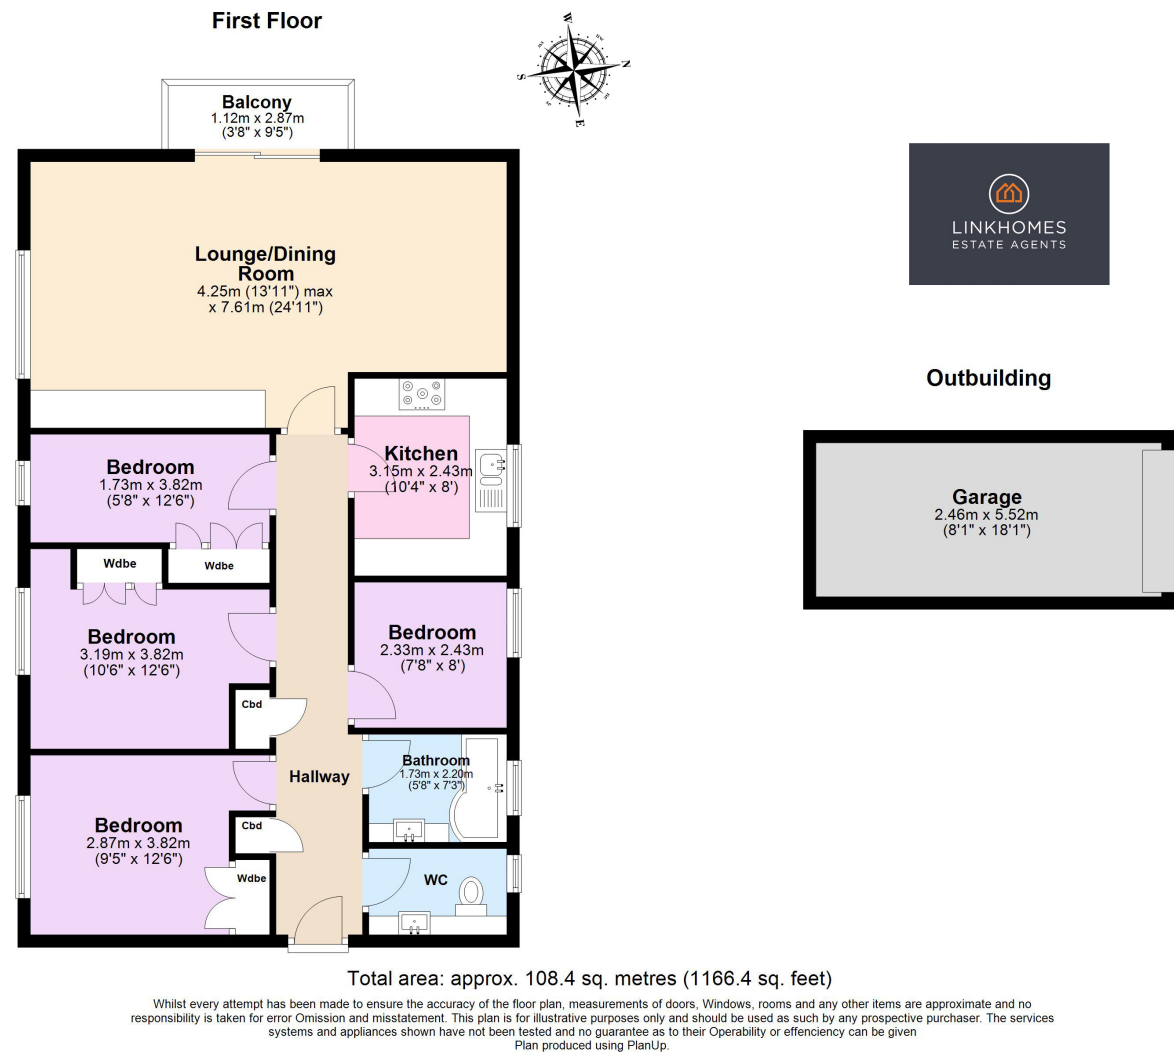 First Floor
W
N
S
E
Balcony
1.12m x 2.87m
(3'8" x 9'5")
LINKHOMES
ESTATE AGENTS
Lounge/Dining
Room
4.25m (13'11") max
x 7.61m (24'11")
Outbuilding
Kitchen
3.15m x 2.43m
(10'4" x 8')
Bedroom
1.73m x 3.82m
(5'8" x 12'6")
Garage
2.46m x 5.52m
(8'1" x 18'1")
Wdbe
Wdbe
Bedroom
3.19m x 3.82m
(10'6" x 12'6")
Bedroom
2.33m x 2.43m
(7'8" x 8')
Cbd
Hallway
Bathroom
1.73m x 2.20m
(5'8" x 7'3")
Bedroom
2.87m x 3.82m
(9'5" x 12'6")
Cbd
Wdbe
WC
Total area: approx. 108.4 sq. metres (1166.4 sq. feet)
Whilst every attempt has been made to ensure the accuracy of the floor plan, measurements of doors, Windows, rooms and any other items are approximate and no
responsibility is taken for error Omission and misstatement. This plan is for illustrative purposes only and should be used as such by any prospective purchaser. The services
systems and appliances shown have not been tested and no guarantee as to their Operability or effenciency can be given
Plan produced using PlanUp.